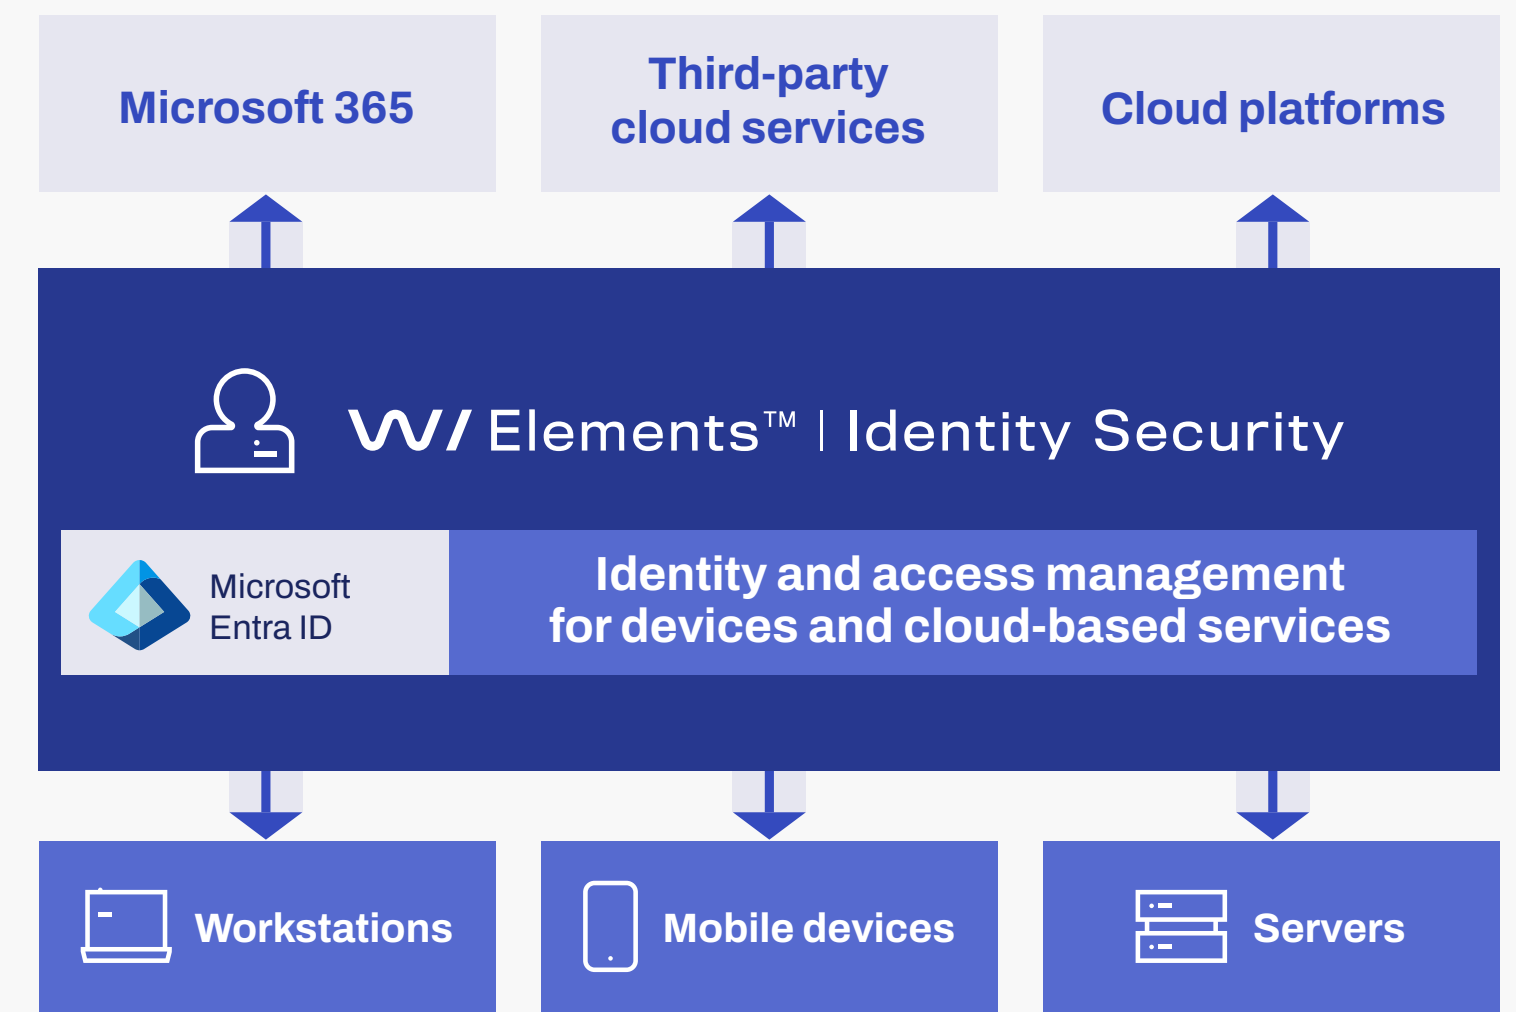 Microsoft 365
Third-party
cloud services
Cloud platforms
W/ Elements™ | Identity Security
Microsoft
Entra ID
Identity and access management
for devices and cloud-based services
Workstations
Mobile devices
Servers